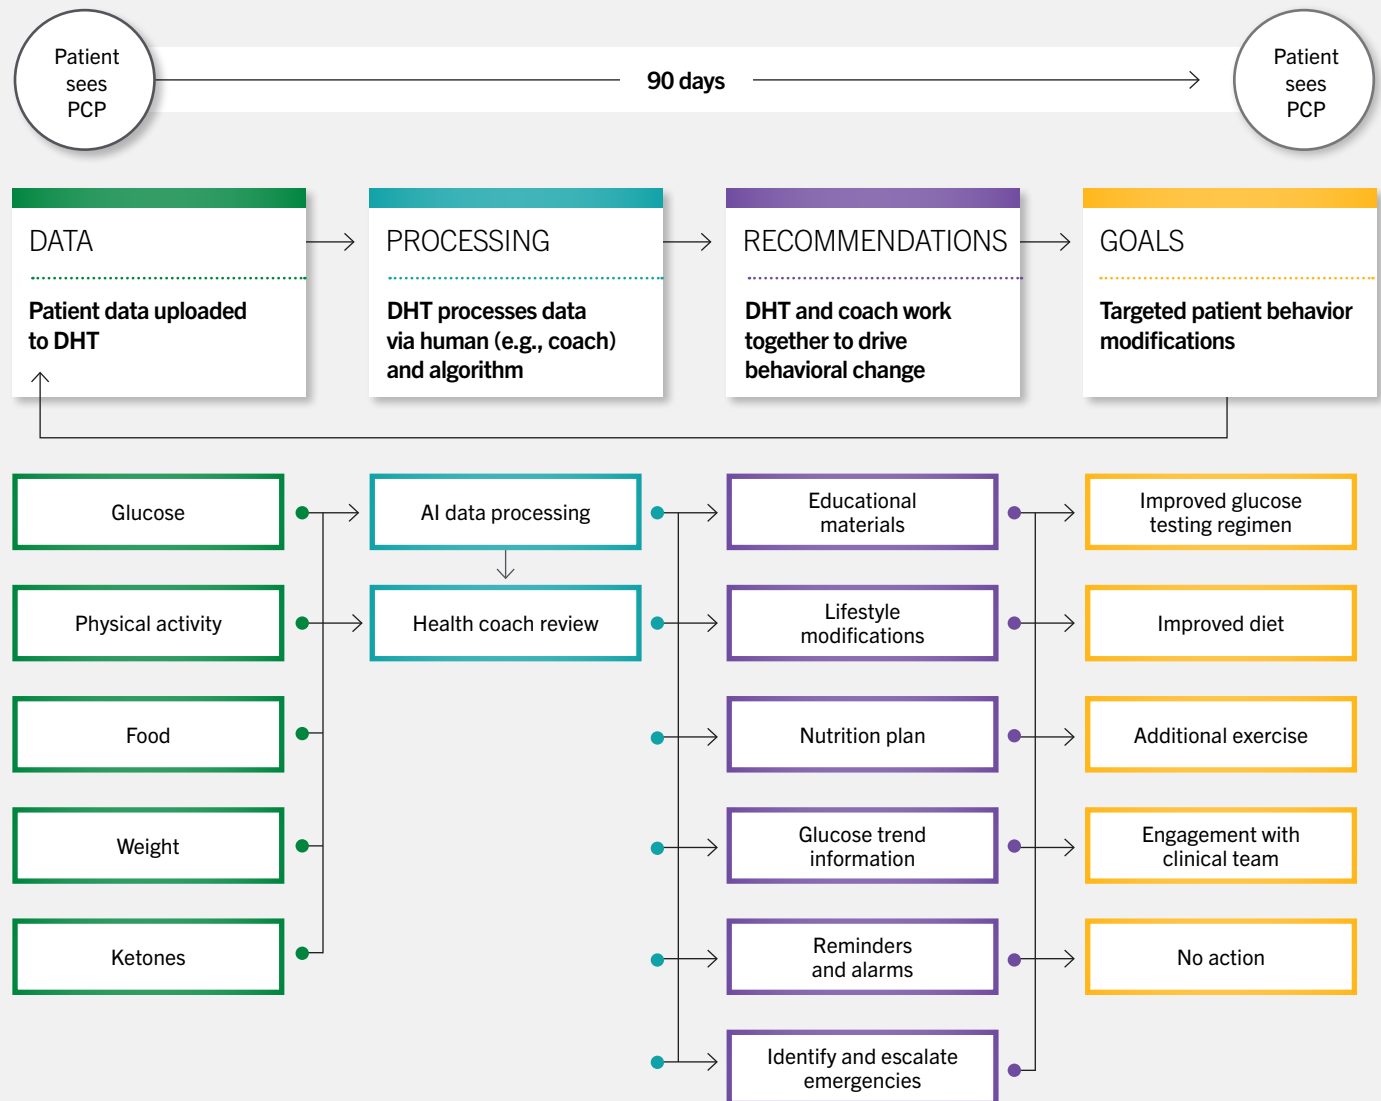 Patient
sees
PCP
90 days
Patient
sees
PCP
DATA
Patient data uploaded
to DHT
PROCESSING
DHT processes data
via human (e.g., coach)
and algorithm
RECOMMENDATIONS
DHT and coach work
together to drive
behavioral change
GOALS
Targeted patient behavior
modifications
Glucose
Physical activity
Food
Weight
Ketones
AI data processing
Health coach review
Educational
materials
Lifestyle
modifications
Nutrition plan
Glucose trend
information
Reminders
and alarms
Identify and escalate
emergencies
Improved glucose
testing regimen
Improved diet
Additional exercise
Engagement with
clinical team
No action